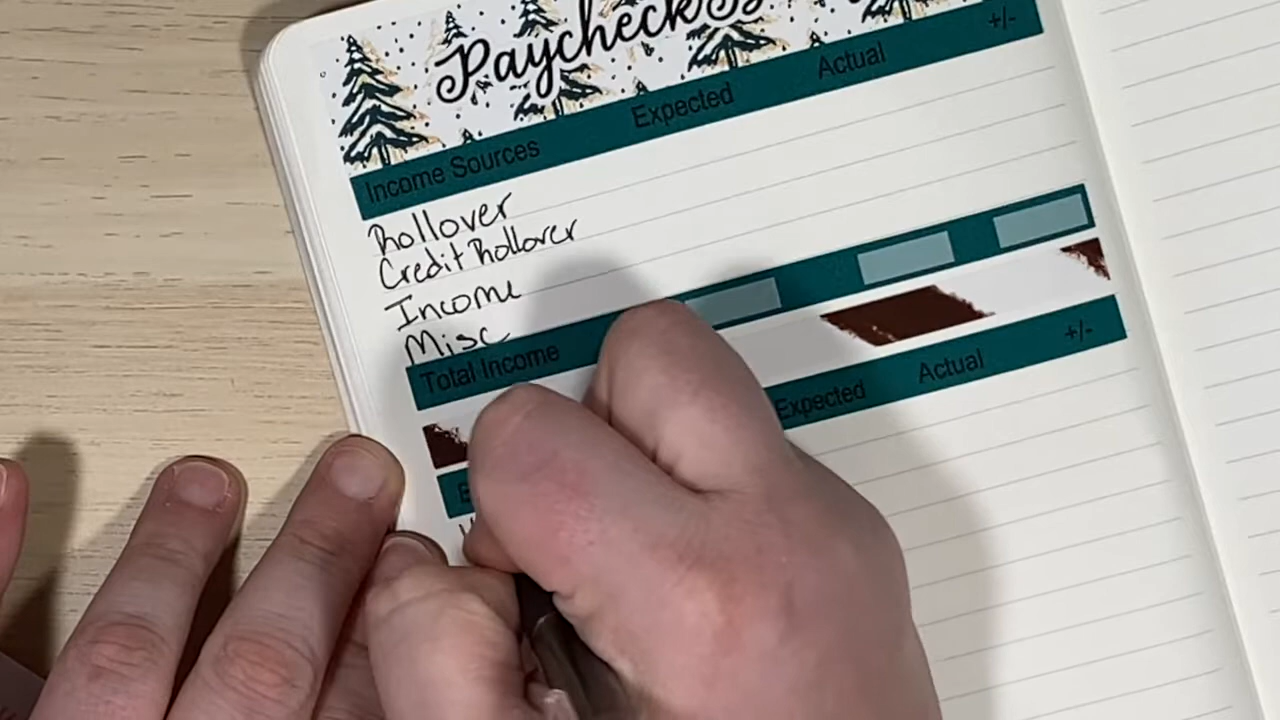 Paycheck
Income Sources Expected Actual +/-
Rollover
Credit Rollover
Income
Misc
Total Income
Expected Actual +/-